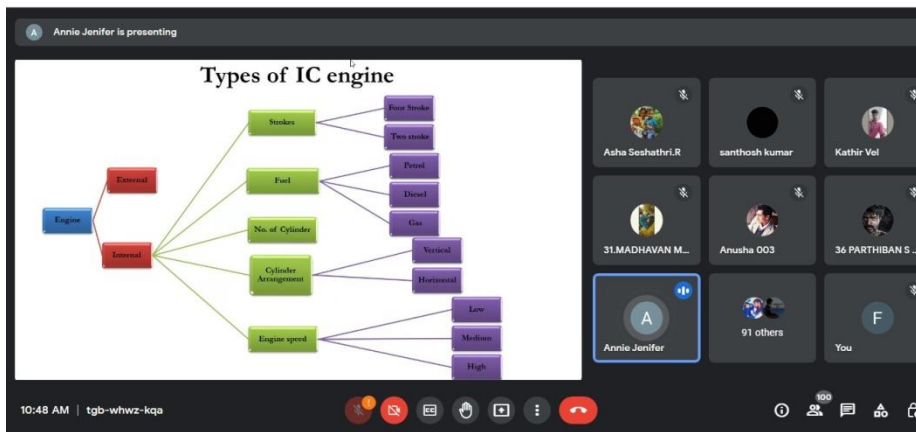 A Annie Jenifer is presenting
Types of IC engine
Four Stroke
Strokes
Two stroke
Petrol
External
Fuel
Diesel
Engine
No. of Cylinder
Gas
Internal
Vertical
Cylinder
Arrangement
Horizontal
Low
Engine speed
Medium
High
Asha Seshathri.R
santhosh kumar
Kathir Vel
31.MADHAVAN M...
Anusha 003
36 PARTHIBAN S ...
A
Annie Jenifer
91 others
F
You
10:48 AM | tgb-whwz-kqa
100